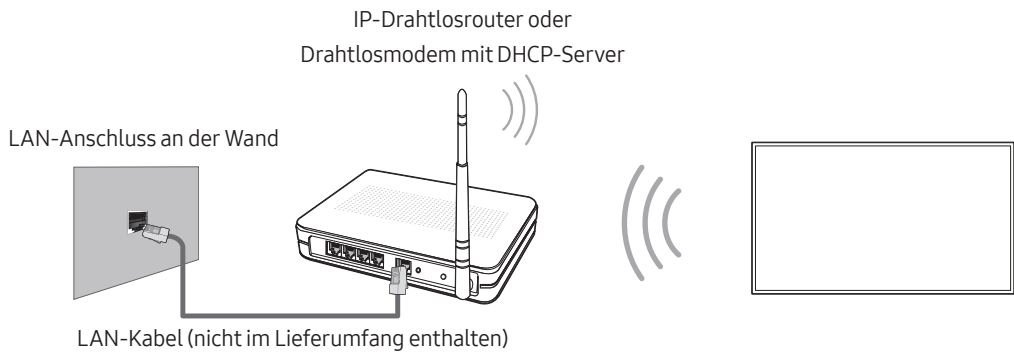 IP-Drahtlosrouter oder
Drahtlosmodem mit DHCP-Server
LAN-Anschluss an der Wand
LAN-Kabel (nicht im Lieferumfang enthalten)